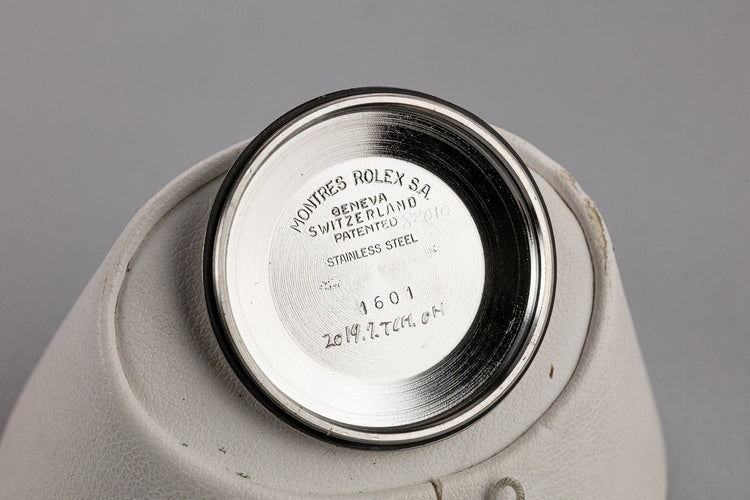 MONTRES ROLEX S.A.
GENEVA
SWITZERLAND
PATENTED
STAINLESS STEEL
1601
2019.7.TCH.OH